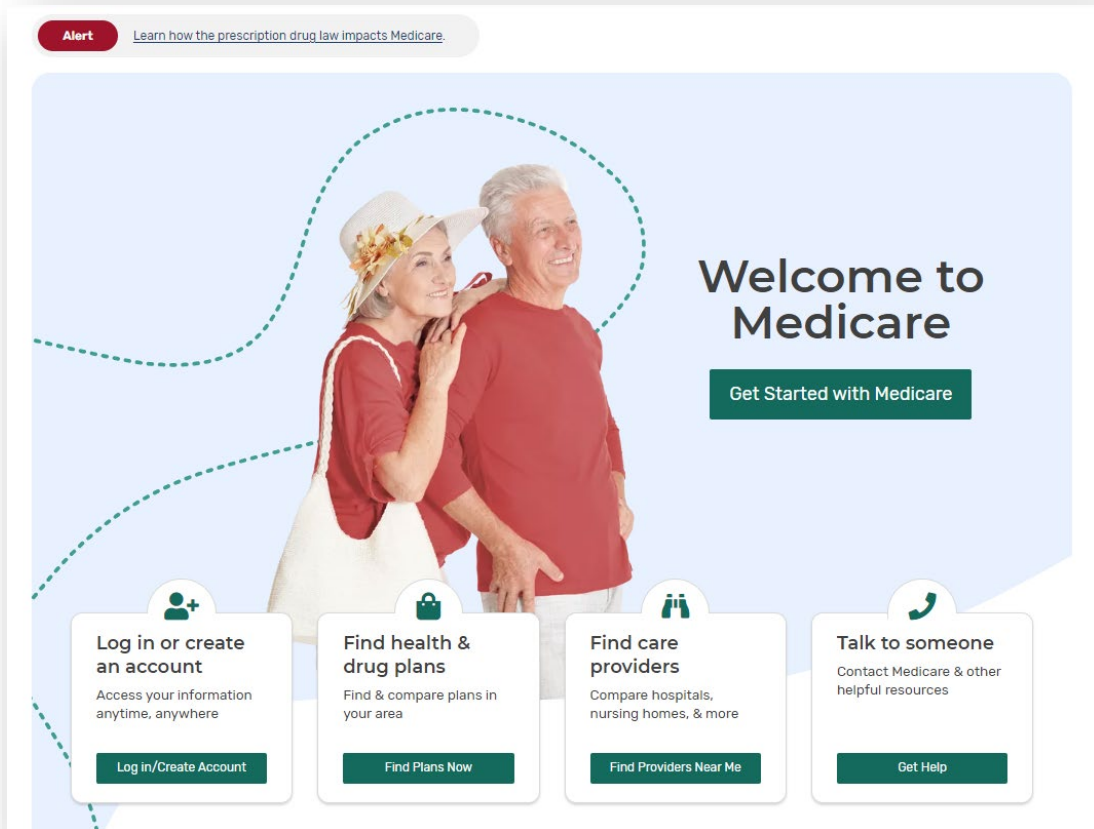 Alert
Learn how the prescription drug law impacts Medicare.
Welcome to
Medicare
Get Started with Medicare
Log in or create
an account
Access your information
anytime, anywhere
Log in/Create Account
Find health &
drug plans
Find & compare plans in
your area
Find Plans Now
Find care
providers
Compare hospitals,
nursing homes, & more
Find Providers Near Me
Talk to someone
Contact Medicare & other
helpful resources
Get Help